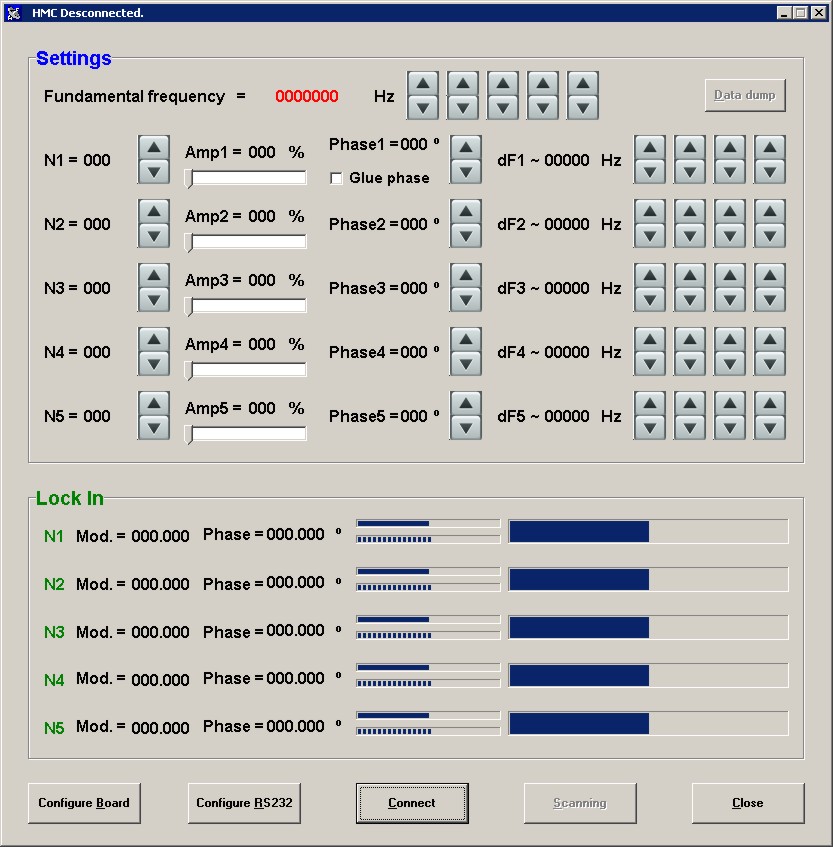 HMC Desconnected.
Settings
Fundamental frequency = 0000000 Hz
Data dump
N1 = 000 Amp1 = 000 % Phase1 =000 º dF1 ~ 00000 Hz
Glue phase
N2 = 000 Amp2 = 000 % Phase2 =000 º dF2 ~ 00000 Hz
N3 = 000 Amp3 = 000 % Phase3 =000 º dF3 ~ 00000 Hz
N4 = 000 Amp4 = 000 % Phase4 =000 º dF4 ~ 00000 Hz
N5 = 000 Amp5 = 000 % Phase5 =000 º dF5 ~ 00000 Hz
Lock In
N1 Mod. = 000.000 Phase =000.000 º
N2 Mod. = 000.000 Phase =000.000 º
N3 Mod. = 000.000 Phase =000.000 º
N4 Mod. = 000.000 Phase =000.000 º
N5 Mod. = 000.000 Phase =000.000 º
Configure Board Configure RS232 Connect Scanning Close